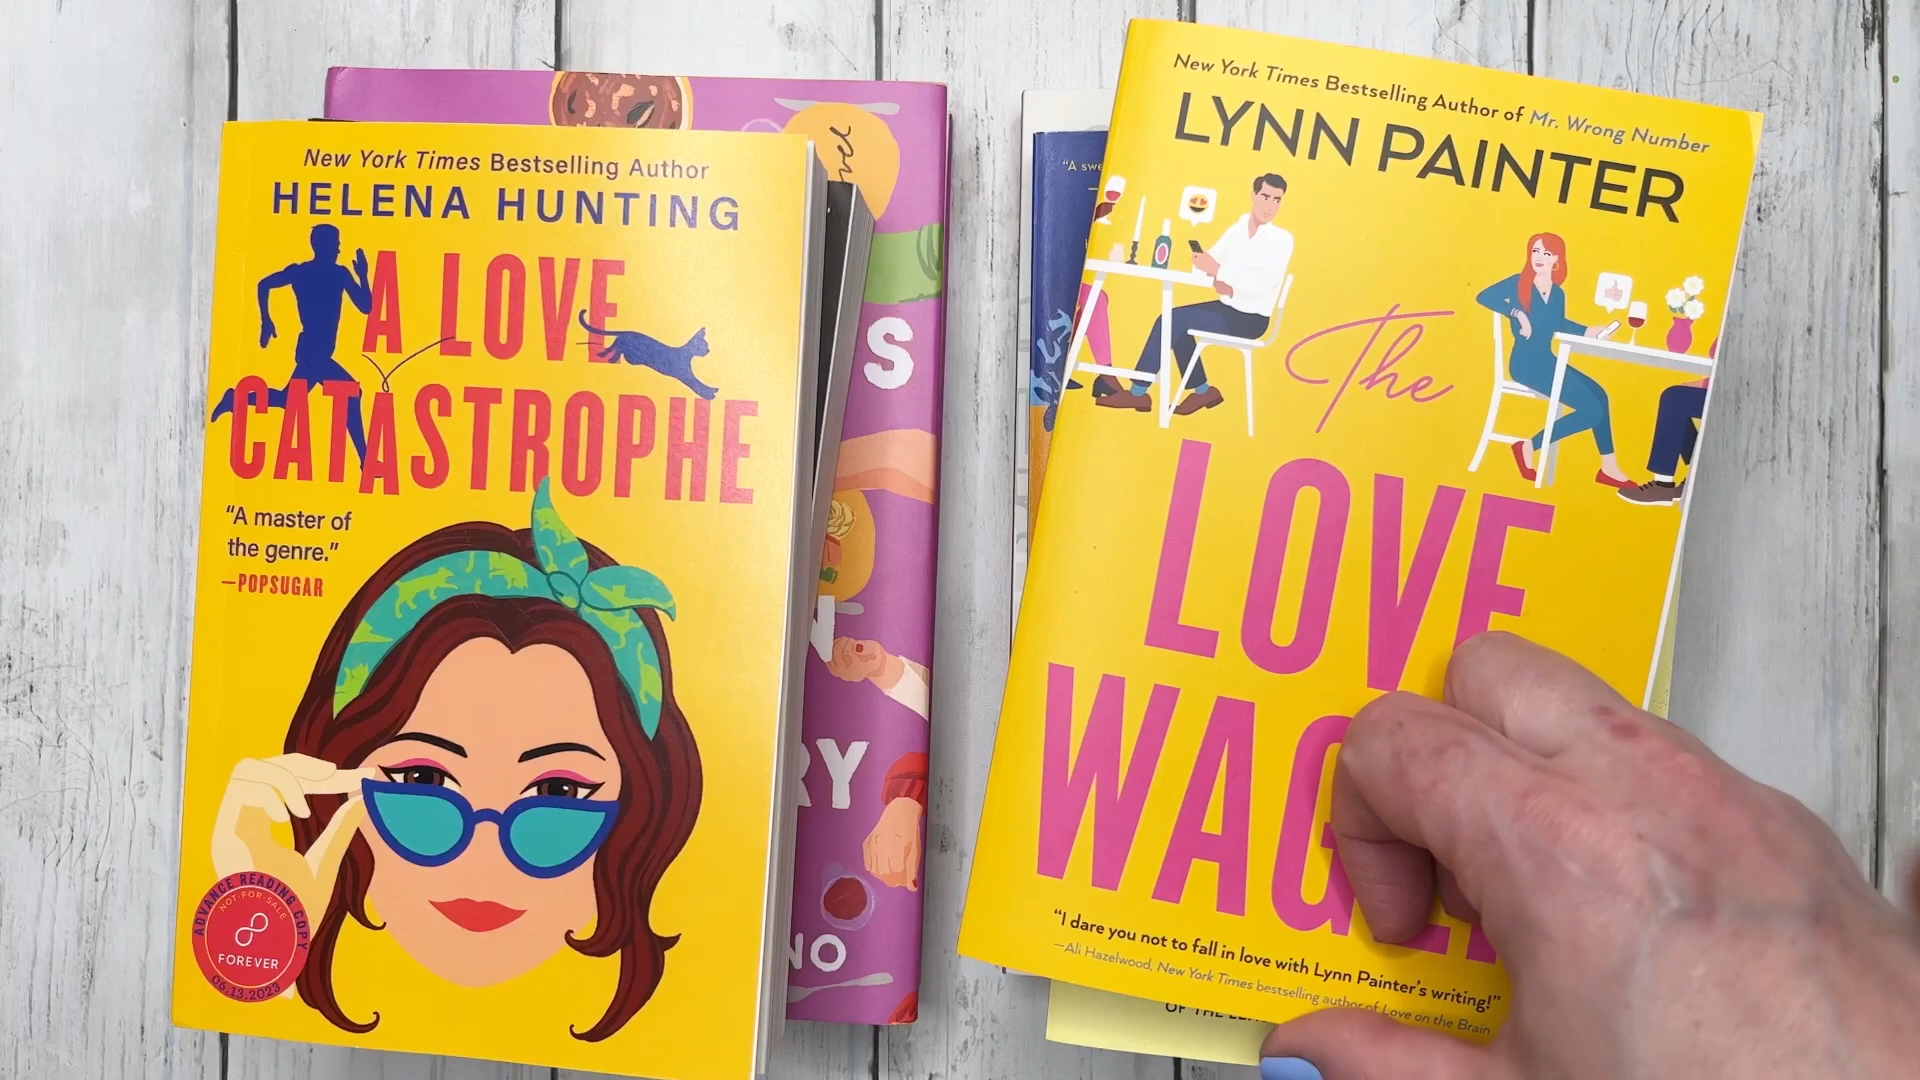 New York Times Bestselling Author
HELENA HUNTING
A LOVE
CATASTROPHE
“A master of
the genre.”
—POPSUGAR
ADVANCE READING COPY
NOT-FOR-SALE
FOREVER
06.13.2023
S
N
RY
NO
“A
New York Times Bestselling Author of Mr. Wrong Number
LYNN PAINTER
The
LOVE
WAGER
“I dare you not to fall in love with Lynn Painter’s writing!”
—Ali Hazelwood, New York Times bestselling author of Love on the Brain
OF THE